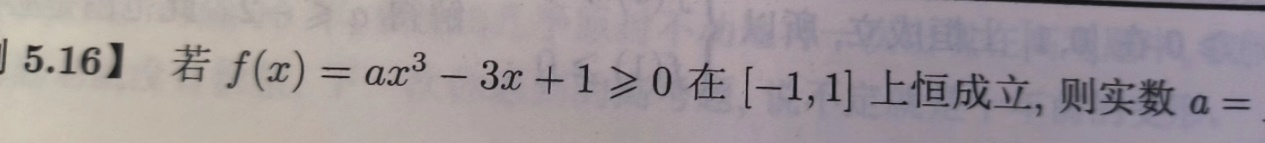 5.16】 若 f(x) = ax³ − 3x + 1 ⩾ 0 在 [−1, 1] 上恒成立, 则实数 a =